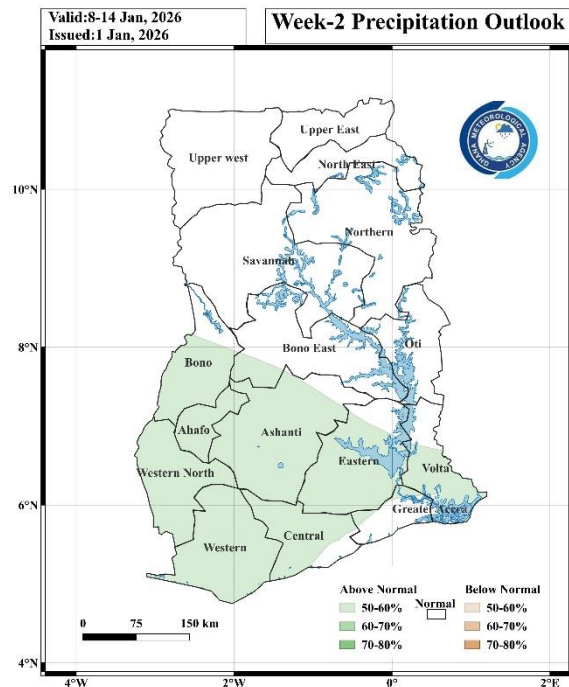 Valid:8-14 Jan, 2026
Issued:1 Jan, 2026
Week-2 Precipitation Outlook
GHANA METEOROLOGICAL AGENCY
Upper East
Upper west
North East
10°N
Northern
Savannah
8°N
Bono East
Oti
Bono
Ahafo
Ashanti
Western North
Eastern
Volta
6°N
Greater Accra
Western
Central
Above Normal
Normal
Below Normal
50-60%
50-60%
60-70%
60-70%
70-80%
70-80%
0 75 150 km
4°N
4°W
2°W
0°
2°E